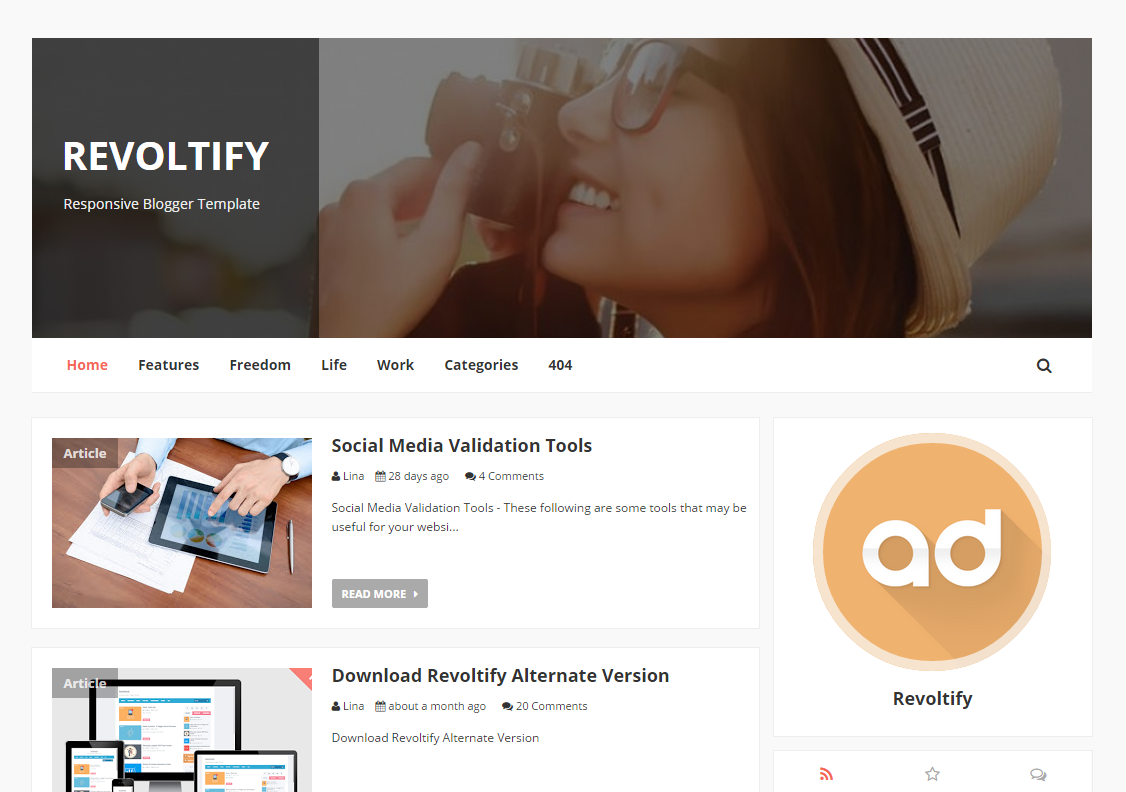 REVOLTIFY
Responsive Blogger Template
Home Features Freedom Life Work Categories 404
Article
Social Media Validation Tools
Lina 28 days ago 4 Comments
Social Media Validation Tools - These following are some tools that may be
useful for your websi...
READ MORE
ad
Revoltify
Article
Download Revoltify Alternate Version
Lina about a month ago 20 Comments
Download Revoltify Alternate Version